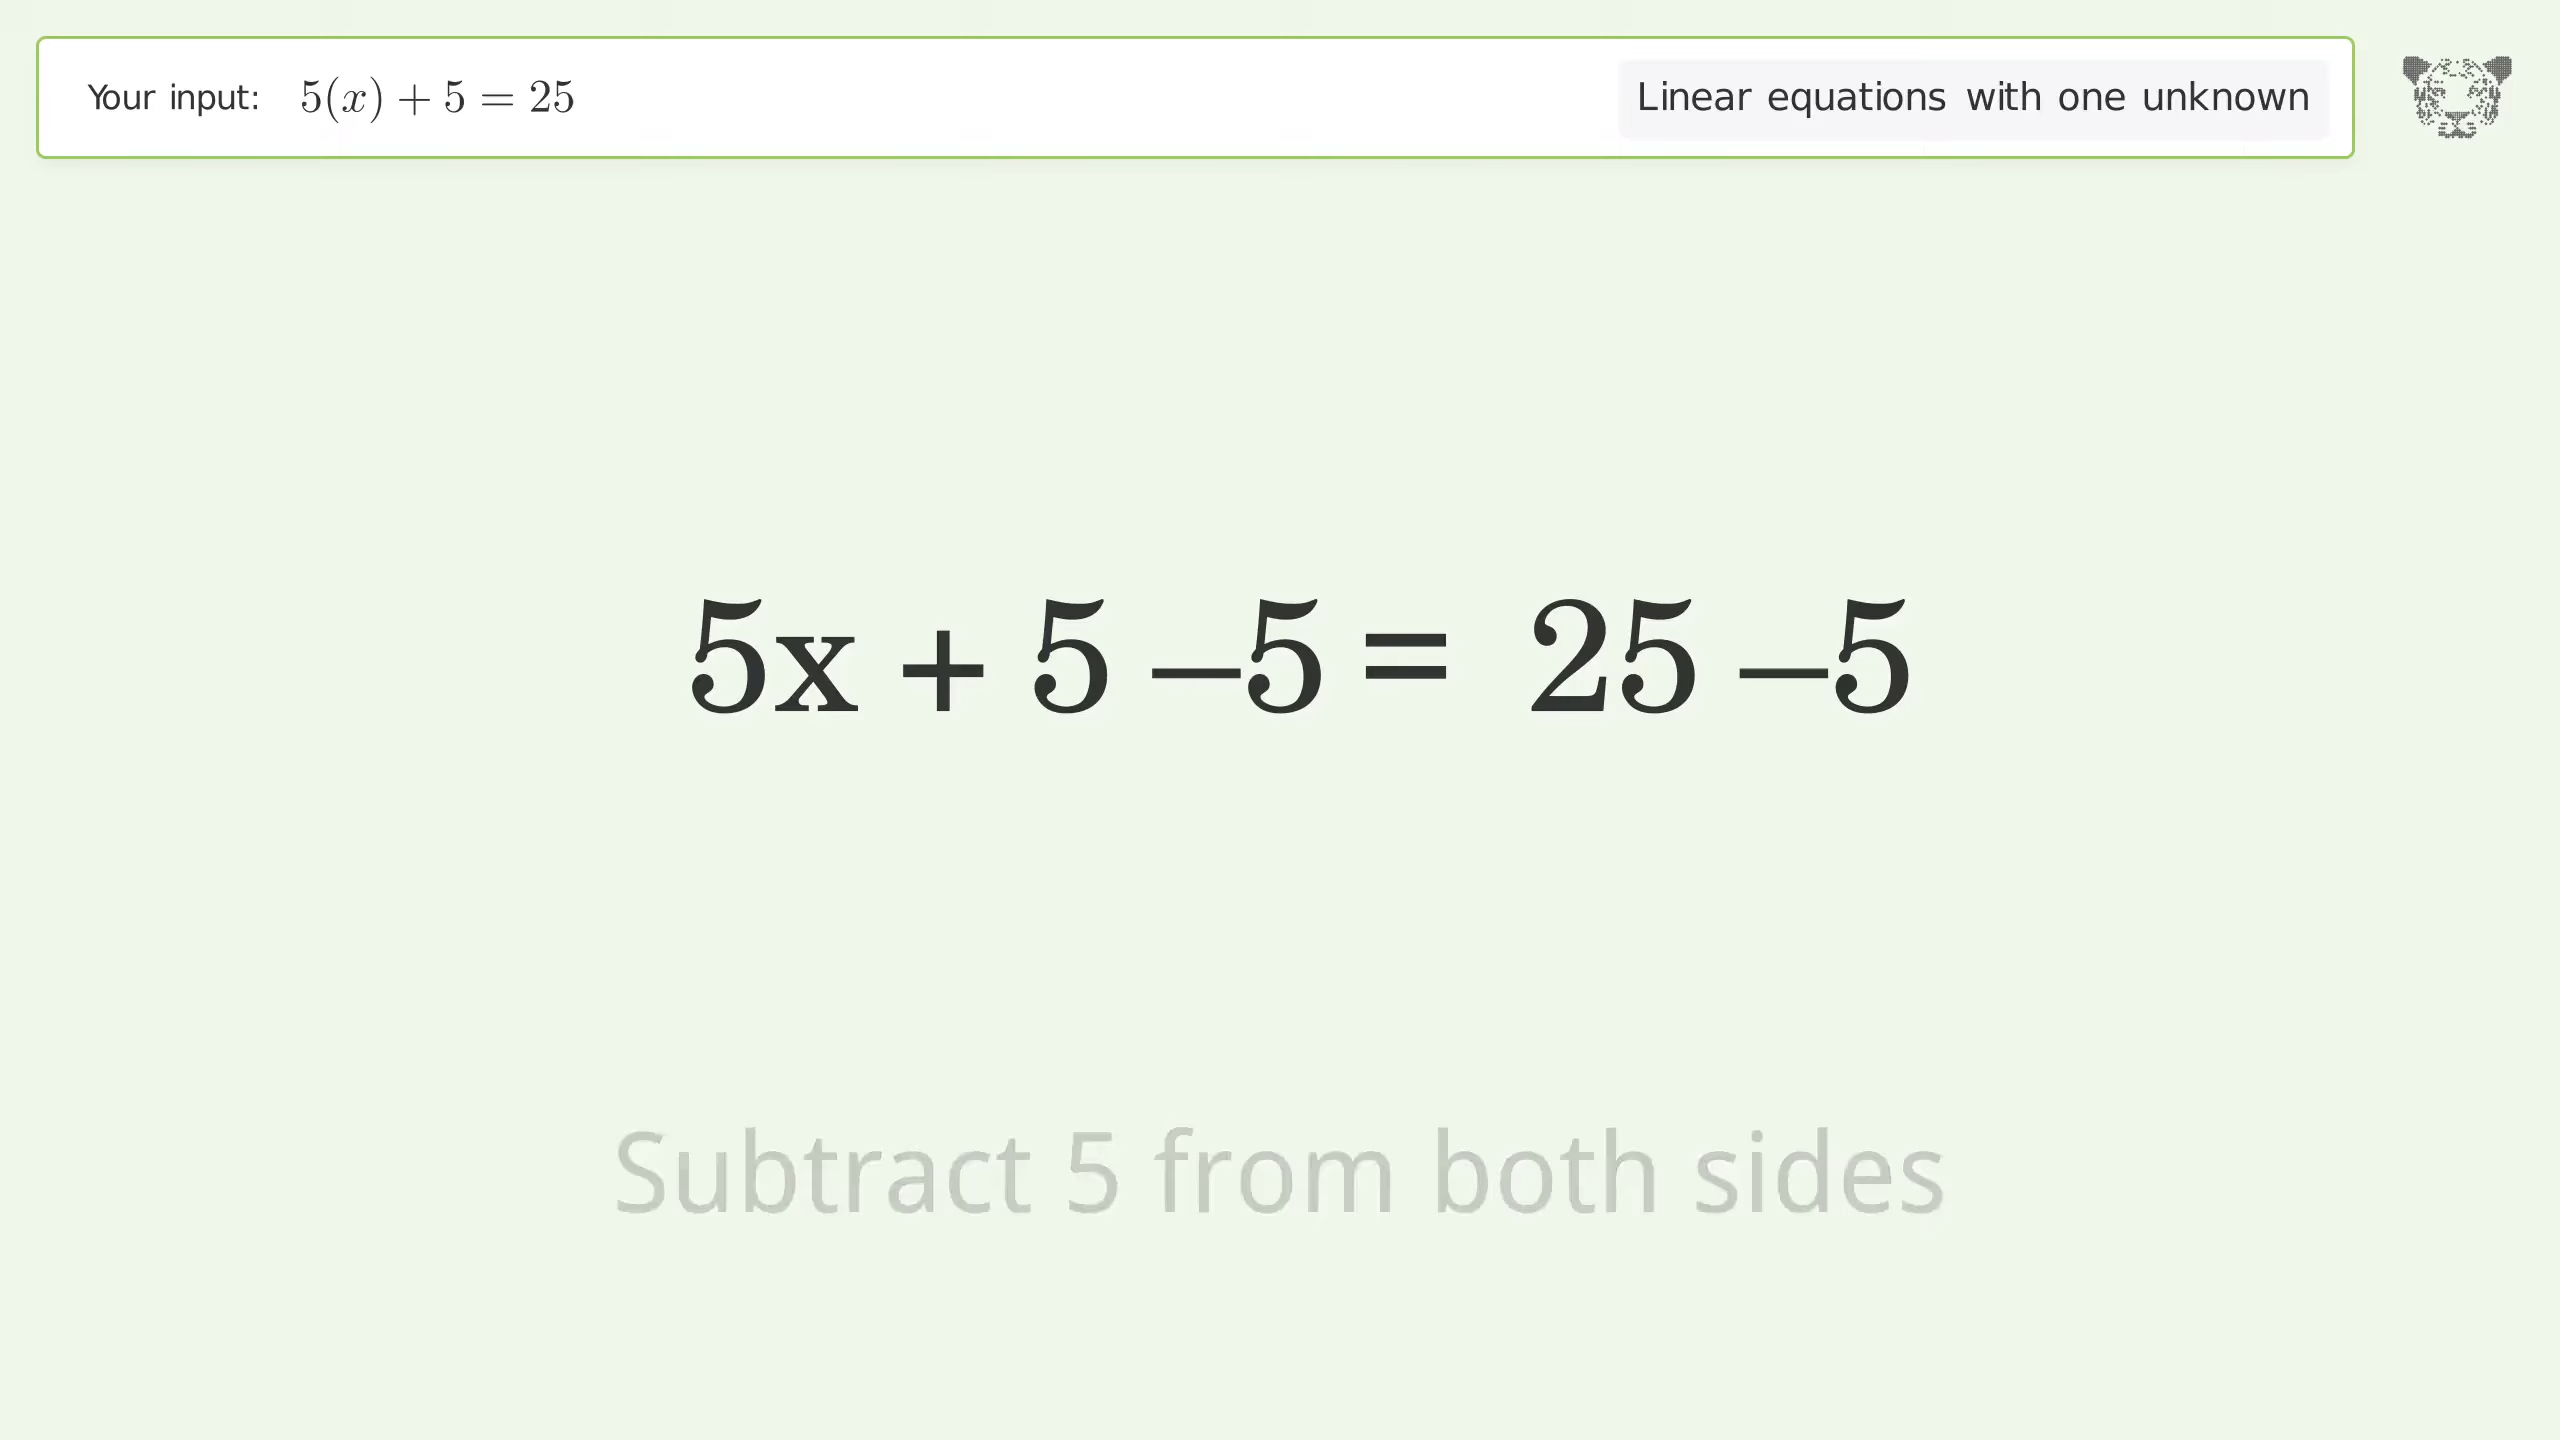 Your input: 5(x) + 5 = 25
Linear equations with one unknown
5x + 5 –5 = 25 –5
Subtract 5 from both sides